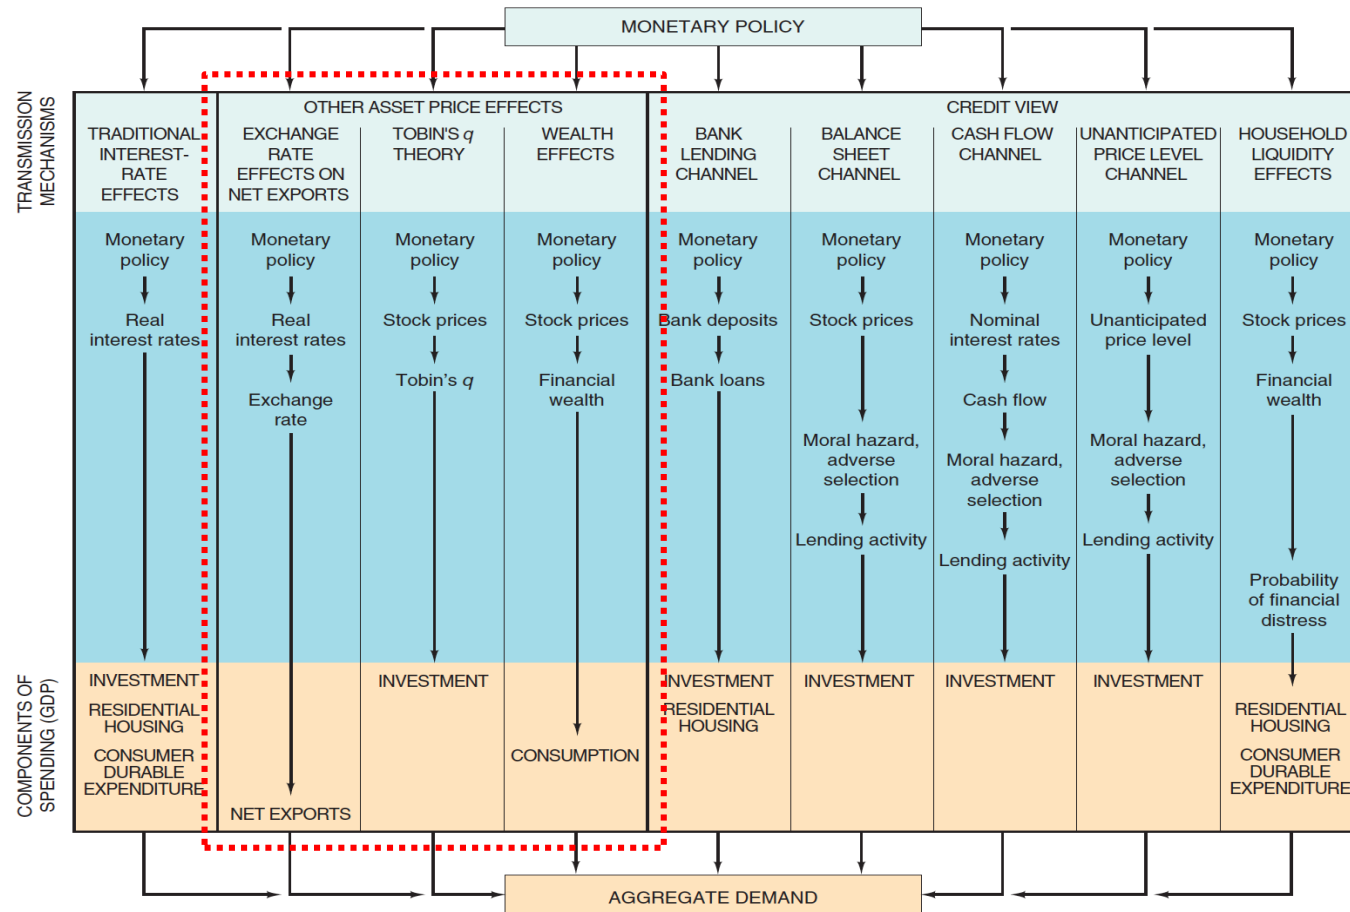 MONETARY POLICY
TRANSMISSION
MECHANISMS
OTHER ASSET PRICE EFFECTS
CREDIT VIEW
TRADITIONAL
INTEREST-
RATE
EFFECTS
EXCHANGE
RATE
EFFECTS ON
NET EXPORTS
TOBIN'S q
THEORY
WEALTH
EFFECTS
BANK
LENDING
CHANNEL
BALANCE
SHEET
CHANNEL
CASH FLOW
CHANNEL
UNANTICIPATED
PRICE LEVEL
CHANNEL
HOUSEHOLD
LIQUIDITY
EFFECTS
Monetary
policy
Real
interest rates
Monetary
policy
Real
interest rates
Exchange
rate
Monetary
policy
Stock prices
Tobin's q
Monetary
policy
Stock prices
Financial
wealth
Monetary
policy
Bank deposits
Bank loans
Monetary
policy
Stock prices
Moral hazard,
adverse
selection
Lending activity
Monetary
policy
Nominal
interest rates
Cash flow
Moral hazard,
adverse
selection
Lending activity
Monetary
policy
Unanticipated
price level
Moral hazard,
adverse
selection
Lending activity
Monetary
policy
Stock prices
Financial
wealth
Probability
of financial
distress
COMPONENTS OF
SPENDING (GDP)
INVESTMENT
RESIDENTIAL
HOUSING
CONSUMER
DURABLE
EXPENDITURE
NET EXPORTS
INVESTMENT
CONSUMPTION
INVESTMENT
RESIDENTIAL
HOUSING
INVESTMENT
INVESTMENT
INVESTMENT
RESIDENTIAL
HOUSING
CONSUMER
DURABLE
EXPENDITURE
AGGREGATE DEMAND